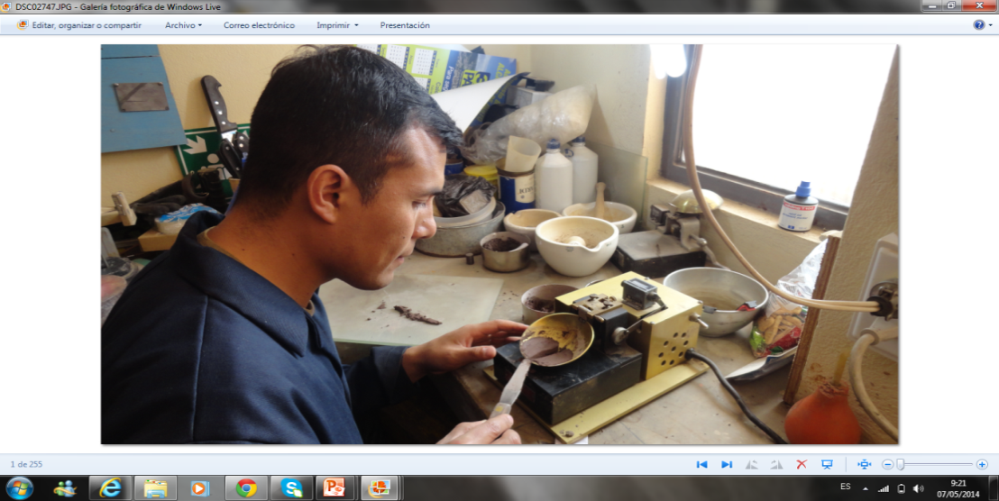 DSC02747.JPG - Galería fotográfica de Windows Live
Editar, organizar o compartir Archivo Correo electrónico Imprimir Presentación
1 de 255
ES 9:21
07/05/2014